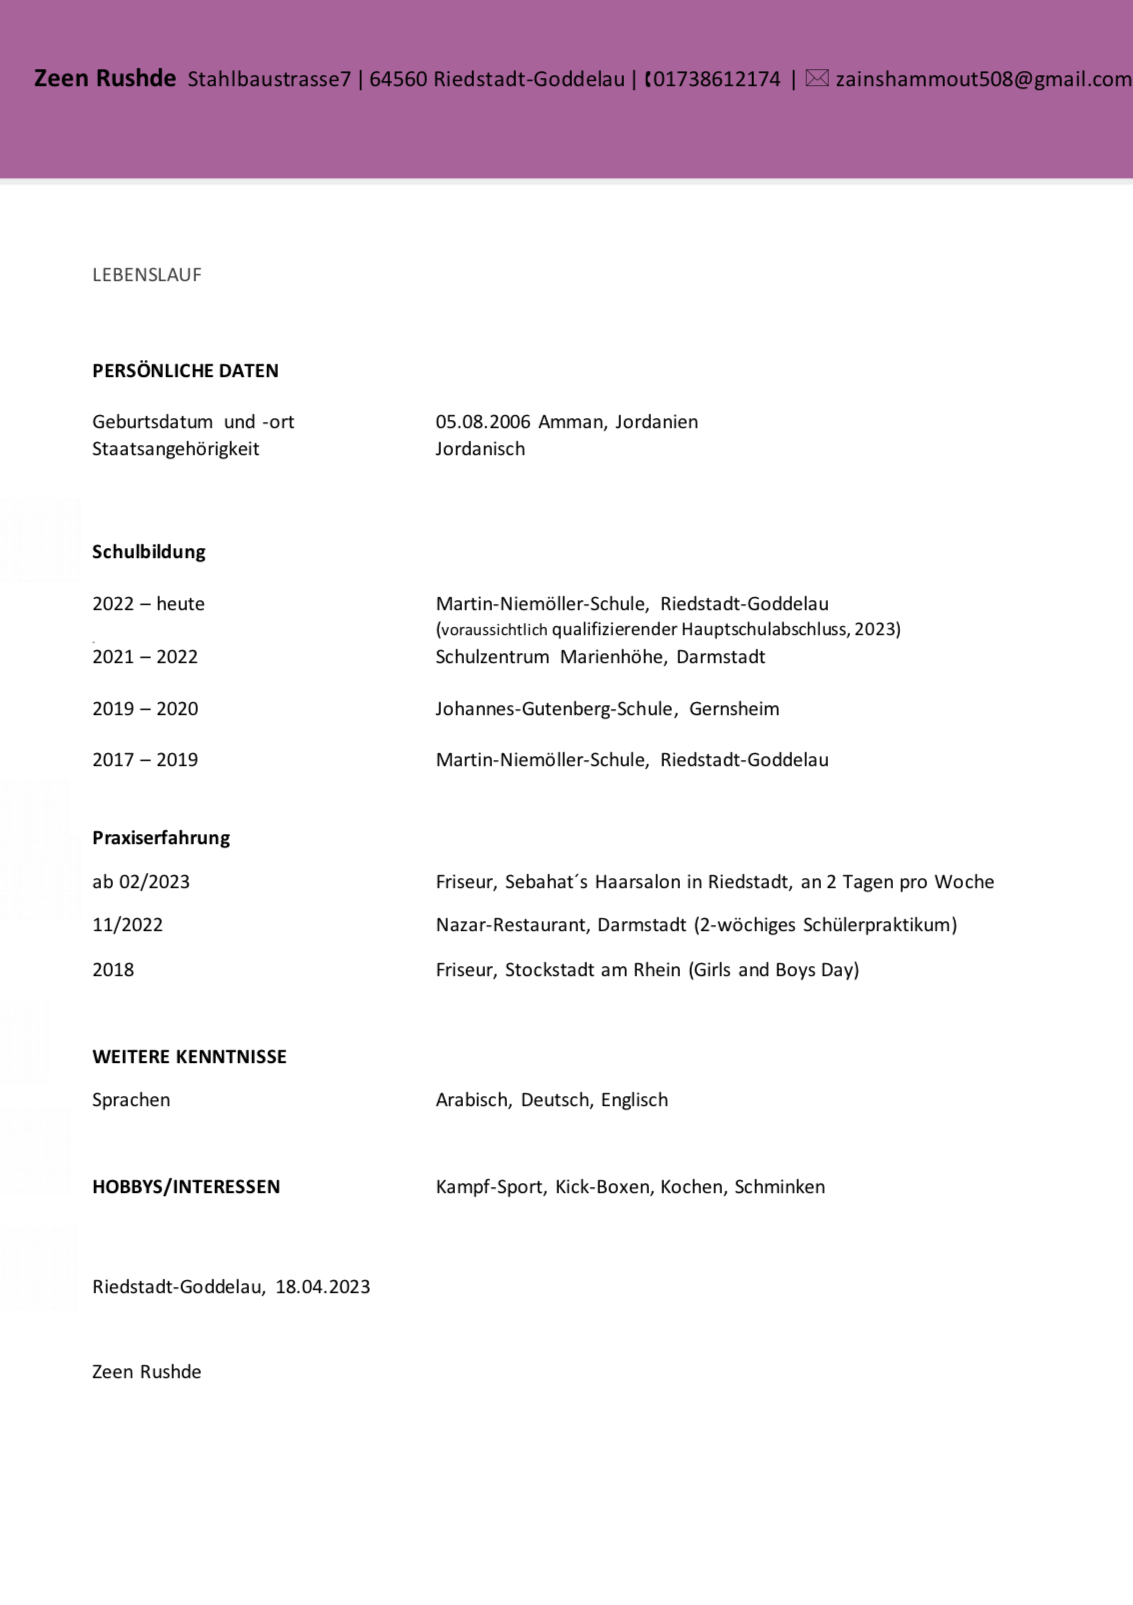 Zeen Rushde Stahlbaustrasse7 | 64560 Riedstadt-Goddelau | 01738612174 | zainshammout508@gmail.com
LEBENSLAUF
PERSÖNLICHE DATEN
Geburtsdatum und -ort 05.08.2006 Amman, Jordanien
Staatsangehörigkeit Jordanisch
Schulbildung
2022 – heute Martin-Niemöller-Schule, Riedstadt-Goddelau
(voraussichtlich qualifizierender Hauptschulabschluss, 2023)
2021 – 2022 Schulzentrum Marienhöhe, Darmstadt
2019 – 2020 Johannes-Gutenberg-Schule, Gernsheim
2017 – 2019 Martin-Niemöller-Schule, Riedstadt-Goddelau
Praxiserfahrung
ab 02/2023 Friseur, Sebahat´s Haarsalon in Riedstadt, an 2 Tagen pro Woche
11/2022 Nazar-Restaurant, Darmstadt (2-wöchiges Schülerpraktikum)
2018 Friseur, Stockstadt am Rhein (Girls and Boys Day)
WEITERE KENNTNISSE
Sprachen Arabisch, Deutsch, Englisch
HOBBYS/INTERESSEN Kampf-Sport, Kick-Boxen, Kochen, Schminken
Riedstadt-Goddelau, 18.04.2023
Zeen Rushde